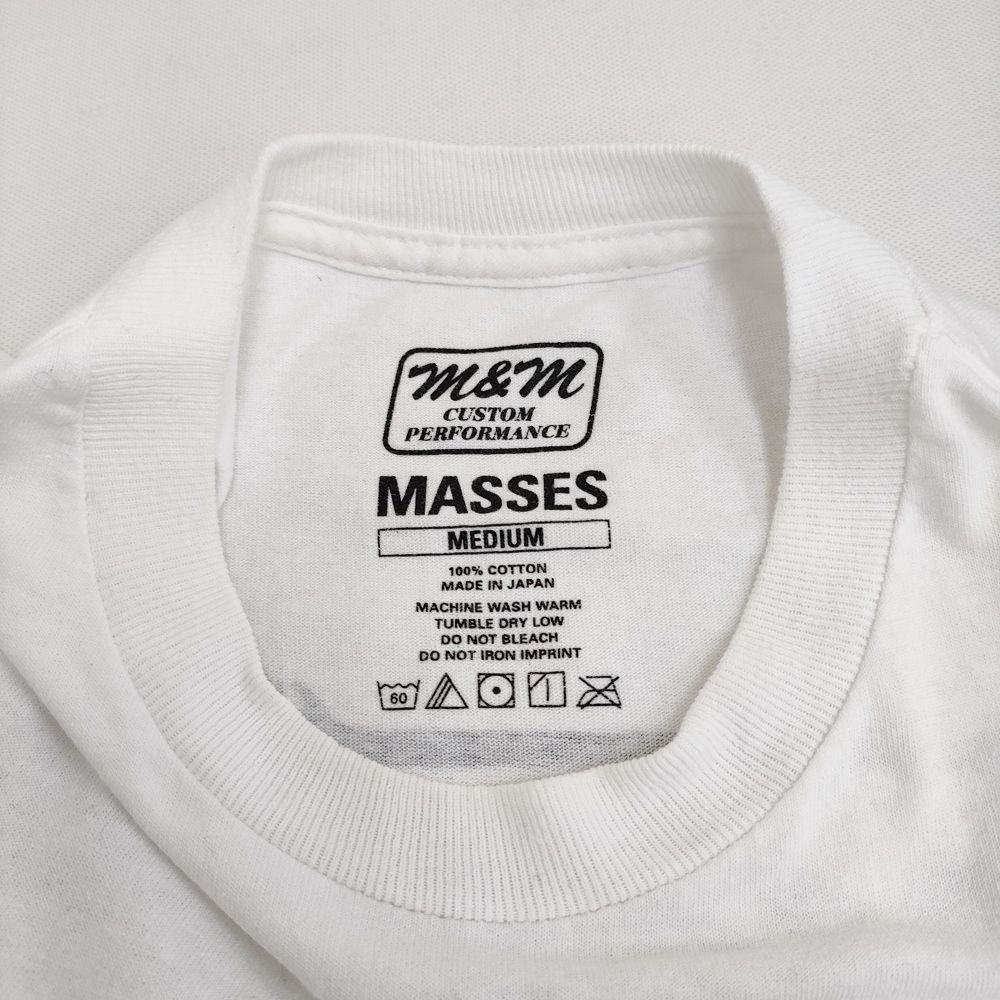 M&M
CUSTOM
PERFORMANCE
MASSES
MEDIUM
100% COTTON
MADE IN JAPAN
MACHINE WASH WARM
TUMBLE DRY LOW
DO NOT BLEACH
DO NOT IRON IMPRINT
60